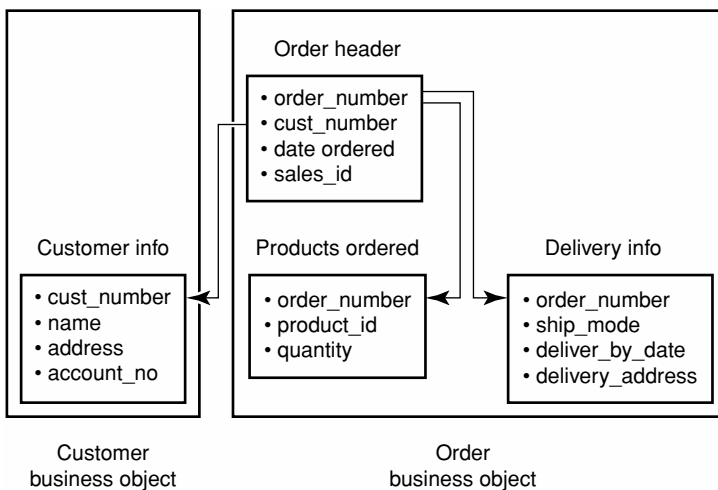 Order header
• order_number
• cust_number
• date ordered
• sales_id
Customer info
• cust_number
• name
• address
• account_no
Products ordered
• order_number
• product_id
• quantity
Delivery info
• order_number
• ship_mode
• deliver_by_date
• delivery_address
Customer
business object
Order
business object